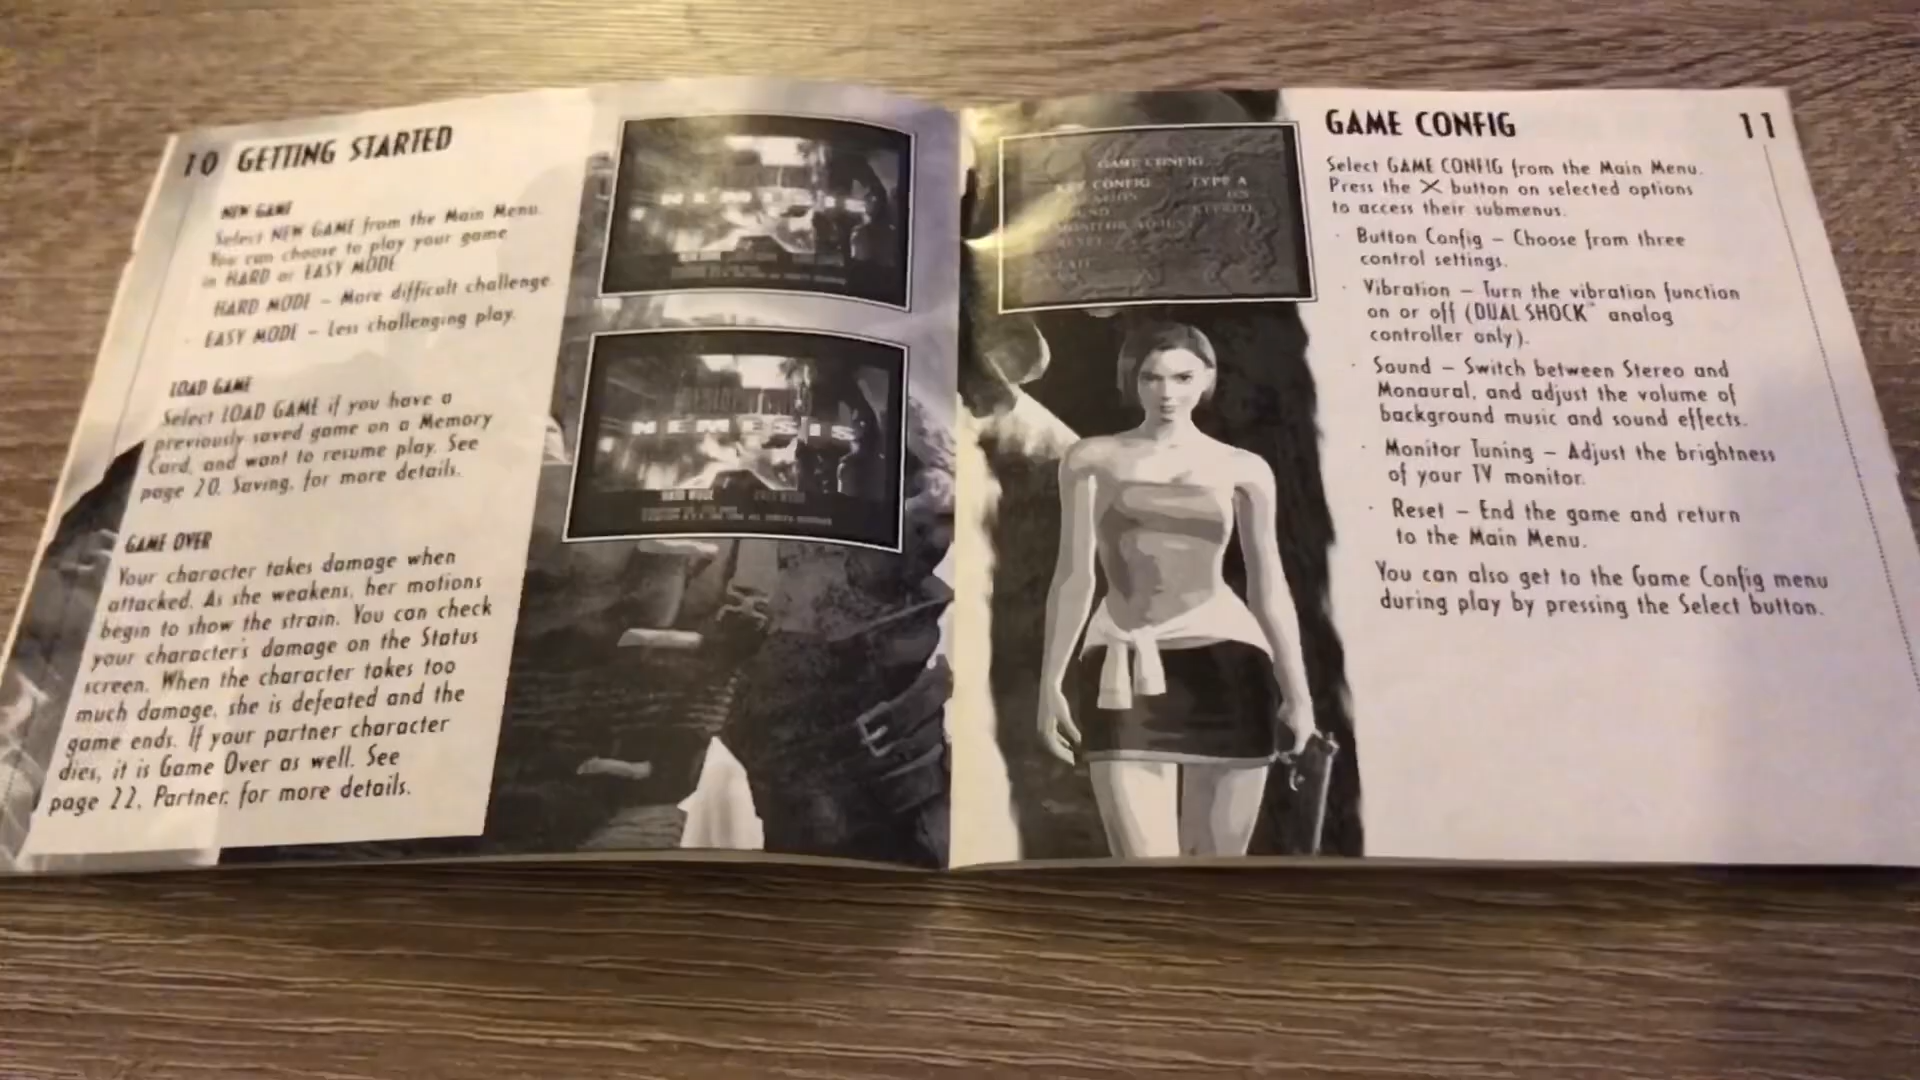 10 GETTING STARTED
NEW GAME
Select NEW GAME from the Main Menu.
You can choose to play your game
in HARD or EASY MODE.
HARD MODE – More difficult challenge.
· EASY MODE – Less challenging play.
LOAD GAME
Select LOAD GAME if you have a
previously saved game on a Memory
Card, and want to resume play. See
page 20, Saving, for more details.
GAME OVER
Your character takes damage when
attacked. As she weakens, her motions
begin to show the strain. You can check
your character's damage on the Status
screen. When the character takes too
much damage, she is defeated and the
game ends. If your partner character
dies, it is Game Over as well. See
page 22, Partner, for more details.
NEMESIS
NEMESIS
HARD MODE EASY MODE
GAME CONFIG
KEY CONFIG TYPE A
STEREO
MONITOR ADJUST
GAME CONFIG 11
Select GAME CONFIG from the Main Menu.
Press the ✕ button on selected options
to access their submenus.
· Button Config – Choose from three
control settings.
· Vibration – Turn the vibration function
on or off (DUAL SHOCK™ analog
controller only).
· Sound – Switch between Stereo and
Monaural, and adjust the volume of
background music and sound effects.
· Monitor Tuning – Adjust the brightness
of your TV monitor.
· Reset – End the game and return
to the Main Menu.
You can also get to the Game Config menu
during play by pressing the Select button.